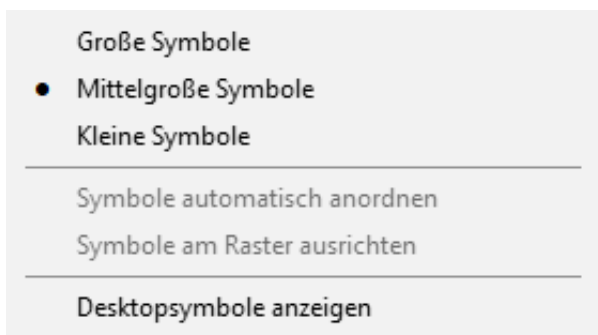 Große Symbole
Mittelgroße Symbole
Kleine Symbole
Symbole automatisch anordnen
Symbole am Raster ausrichten
Desktopsymbole anzeigen